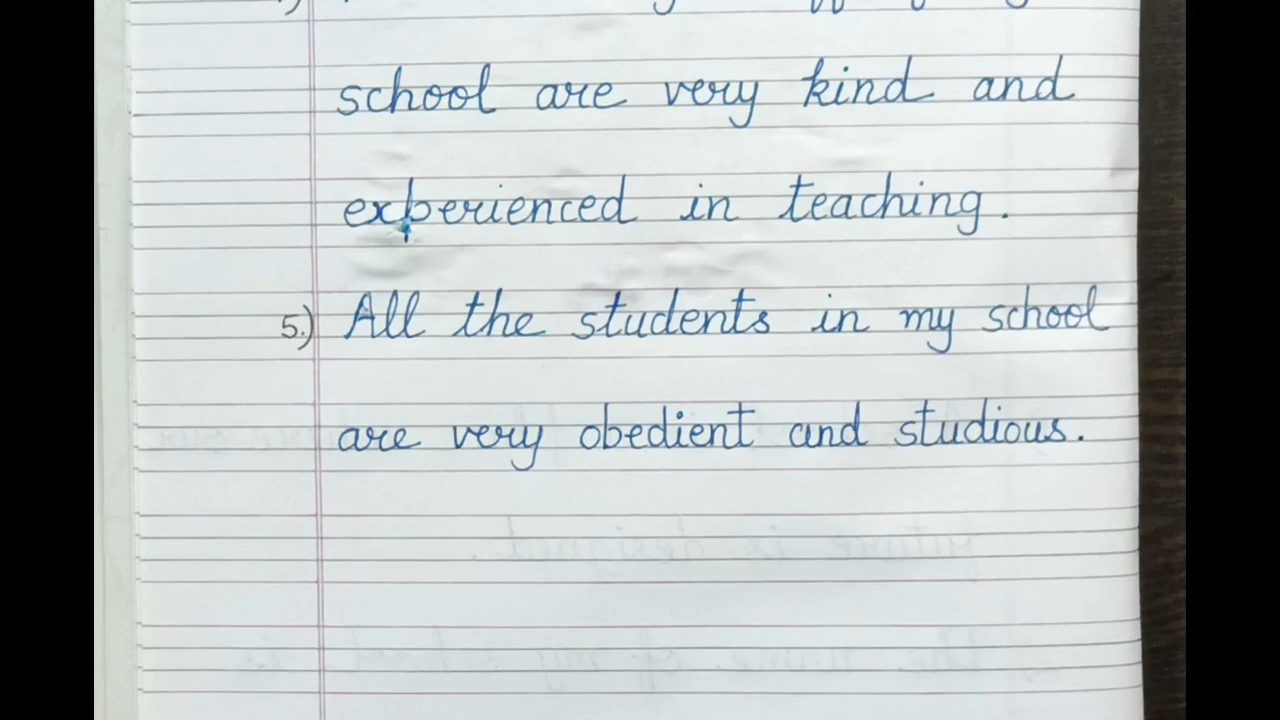 school are very kind and
experienced in teaching.
5.) All the students in my school
are very obedient and studious.